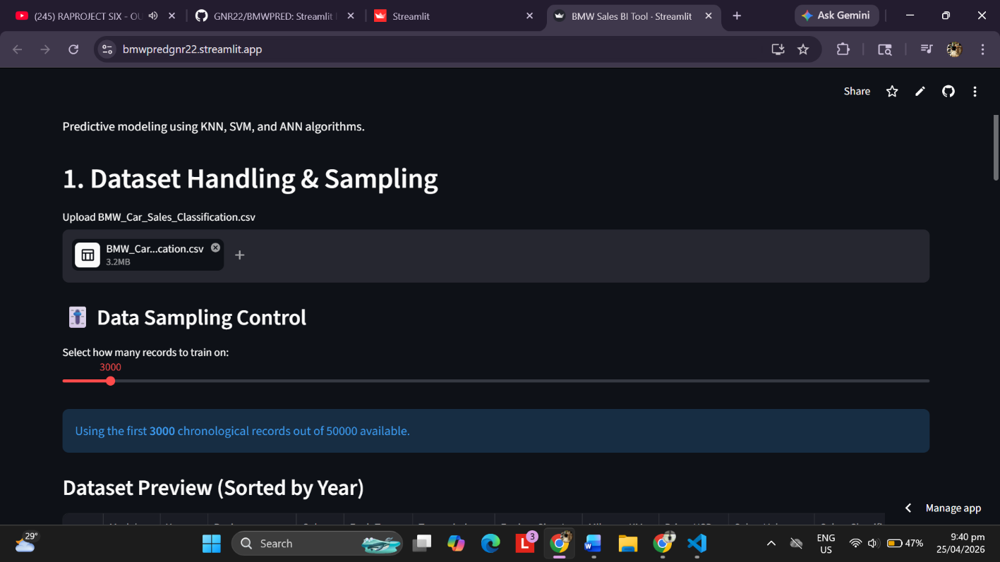 (245) RAPROJECT SIX - OU
GNR22/BMWPRED: Streamlit
Streamlit
BMW Sales BI Tool · Streamlit
Ask Gemini
bmwpredgnr22.streamlit.app
Share
Predictive modeling using KNN, SVM, and ANN algorithms.
1. Dataset Handling & Sampling
Upload BMW_Car_Sales_Classification.csv
BMW_Car...cation.csv
3.2MB
Data Sampling Control
Select how many records to train on:
3000
Using the first 3000 chronological records out of 50000 available.
Dataset Preview (Sorted by Year)
Manage app
29°
Search
L 3
ENG
US
47%
9:40 pm
25/04/2026